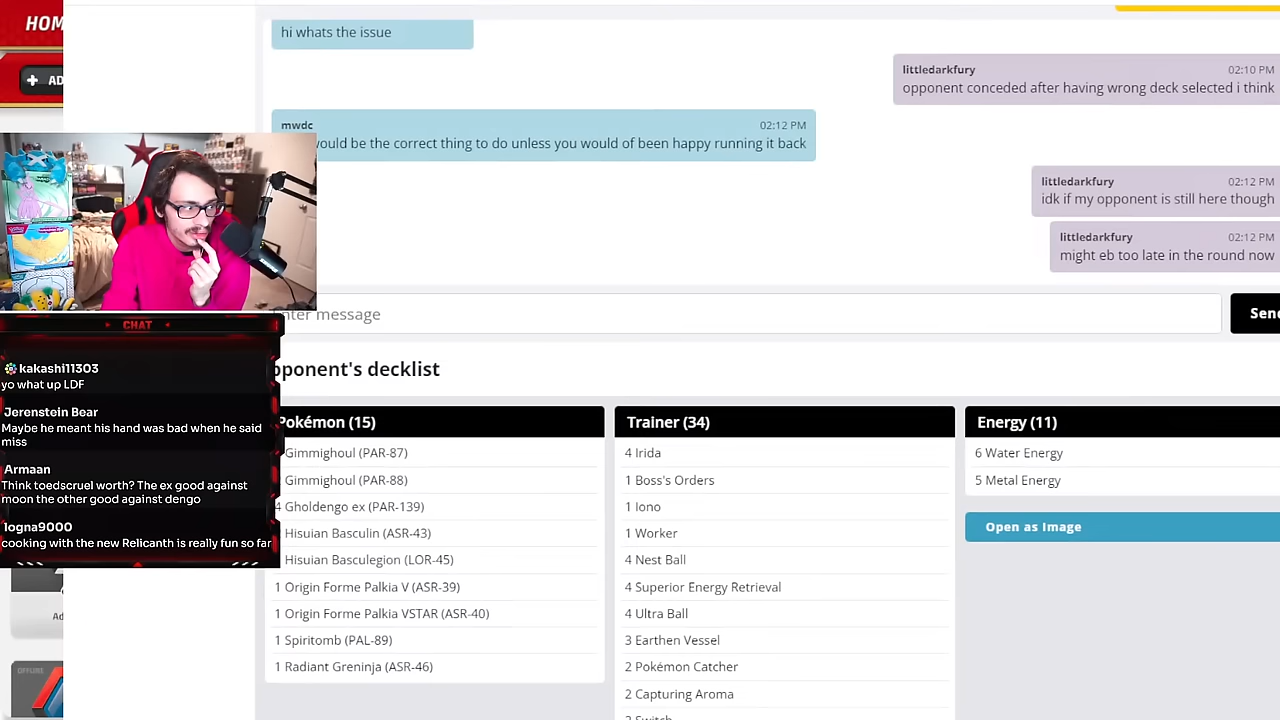 HOM
+ AD
hi whats the issue
littledarkfury 02:10 PM
opponent conceded after having wrong deck selected i think
mwdc 02:12 PM
would be the correct thing to do unless you would of been happy running it back
littledarkfury 02:12 PM
idk if my opponent is still here though
littledarkfury 02:12 PM
might eb too late in the round now
nter message
Send
pponent's decklist
CHAT
kakashi11303
yo what up LDF
Jerenstein Bear
Maybe he meant his hand was bad when he said
miss
Armaan
Think toedscruel worth? The ex good against
moon the other good against dengo
1ogna9000
cooking with the new Relicanth is really fun so far
Ad
OFFLINE
Pokémon (15)
Gimmighoul (PAR-87)
Gimmighoul (PAR-88)
4 Gholdengo ex (PAR-139)
Hisuian Basculin (ASR-43)
Hisuian Basculegion (LOR-45)
1 Origin Forme Palkia V (ASR-39)
1 Origin Forme Palkia VSTAR (ASR-40)
1 Spiritomb (PAL-89)
1 Radiant Greninja (ASR-46)
Trainer (34)
4 Irida
1 Boss's Orders
1 Iono
1 Worker
4 Nest Ball
4 Superior Energy Retrieval
4 Ultra Ball
3 Earthen Vessel
2 Pokémon Catcher
2 Capturing Aroma
2 Switch
Energy (11)
6 Water Energy
5 Metal Energy
Open as Image